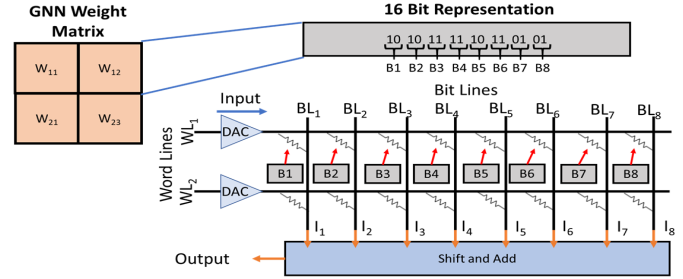 GNN Weight
Matrix
W11 W12
W21 W23
16 Bit Representation
10 10 11 11 10 11 01 01
B1 B2 B3 B4 B5 B6 B7 B8
Bit Lines
Input
BL1 BL2 BL3 BL4 BL5 BL6 BL7 BL8
Word Lines
WL1
DAC
B1 B2 B3 B4 B5 B6 B7 B8
WL2
DAC
I1 I2 I3 I4 I5 I6 I7 I8
Output
Shift and Add